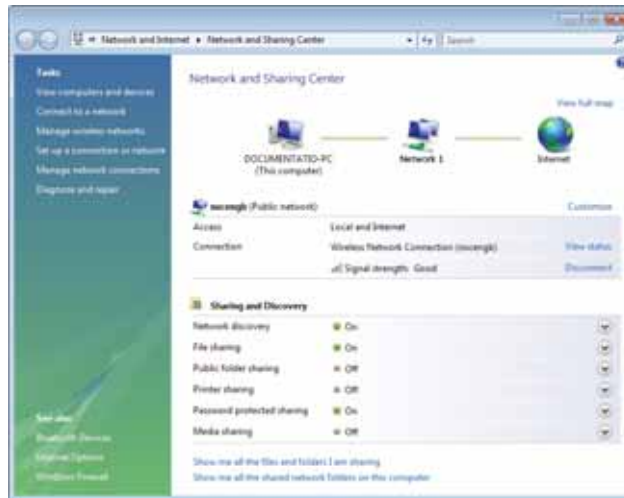 Network and Internet ▸ Network and Sharing Center
Search
Tasks
View computers and devices
Connect to a network
Manage wireless networks
Set up a connection or network
Manage network connections
Diagnose and repair
See also
Bluetooth Devices
Internet Options
Windows Firewall
Network and Sharing Center
View full map
DOCUMENTATIO-PC
(This computer)
Network 1
Internet
(Public network)
Customize
Access Local and Internet
Connection Wireless Network Connection
View status
Signal strength: Good
Disconnect
Sharing and Discovery
Network discovery On
File sharing On
Public folder sharing Off
Printer sharing Off
Password protected sharing On
Media sharing Off
Show me all the files and folders I am sharing
Show me all the shared network folders on this computer